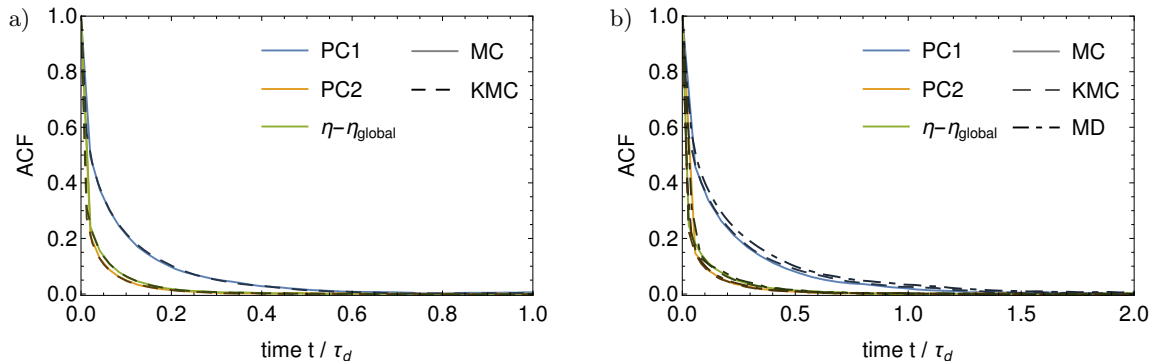 a)
1.0
0.8
0.6
0.4
0.2
0.0
ACF
PC1
PC2
η−ηglobal
MC
KMC
0.0 0.2 0.4 0.6 0.8 1.0
time t / τd
b)
1.0
0.8
0.6
0.4
0.2
0.0
ACF
PC1
PC2
η−ηglobal
MC
KMC
MD
0.0 0.5 1.0 1.5 2.0
time t / τd